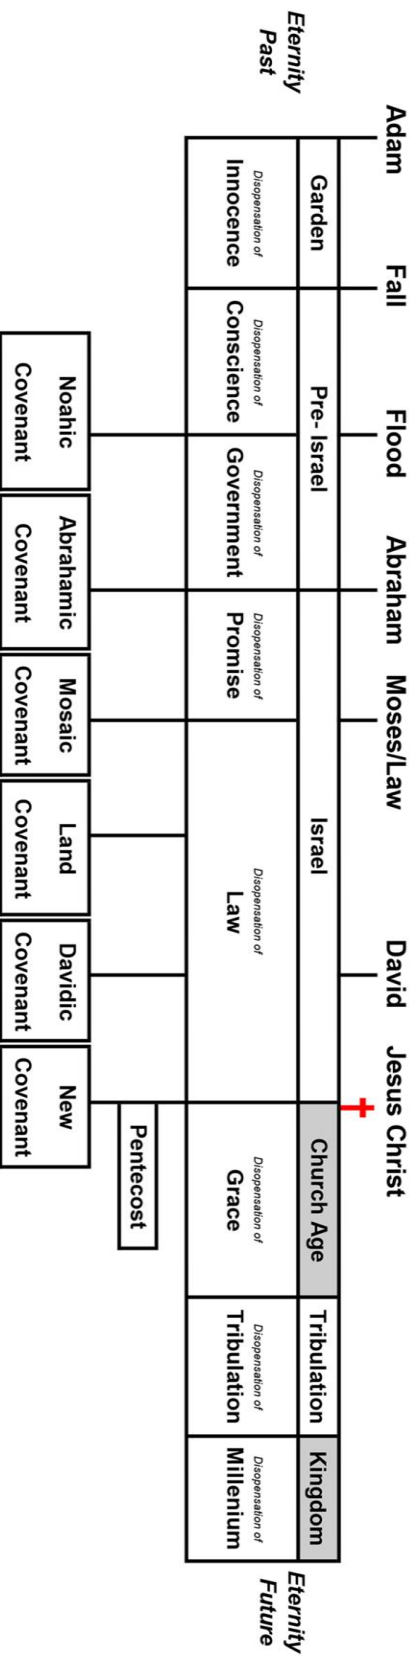 Adam
Fall
Flood
Abraham
Moses/Law
David
Jesus Christ
Eternity
Past
Garden
Pre- Israel
Israel
Church Age
Tribulation
Kingdom
Eternity
Future
Disopensation of
Innocence
Disopensation of
Conscience
Disopensation of
Government
Disopensation of
Promise
Disopensation of
Law
Disopensation of
Grace
Disopensation of
Tribulation
Disopensation of
Millenium
Pentecost
Noahic
Covenant
Abrahamic
Covenant
Mosaic
Covenant
Land
Covenant
Davidic
Covenant
New
Covenant